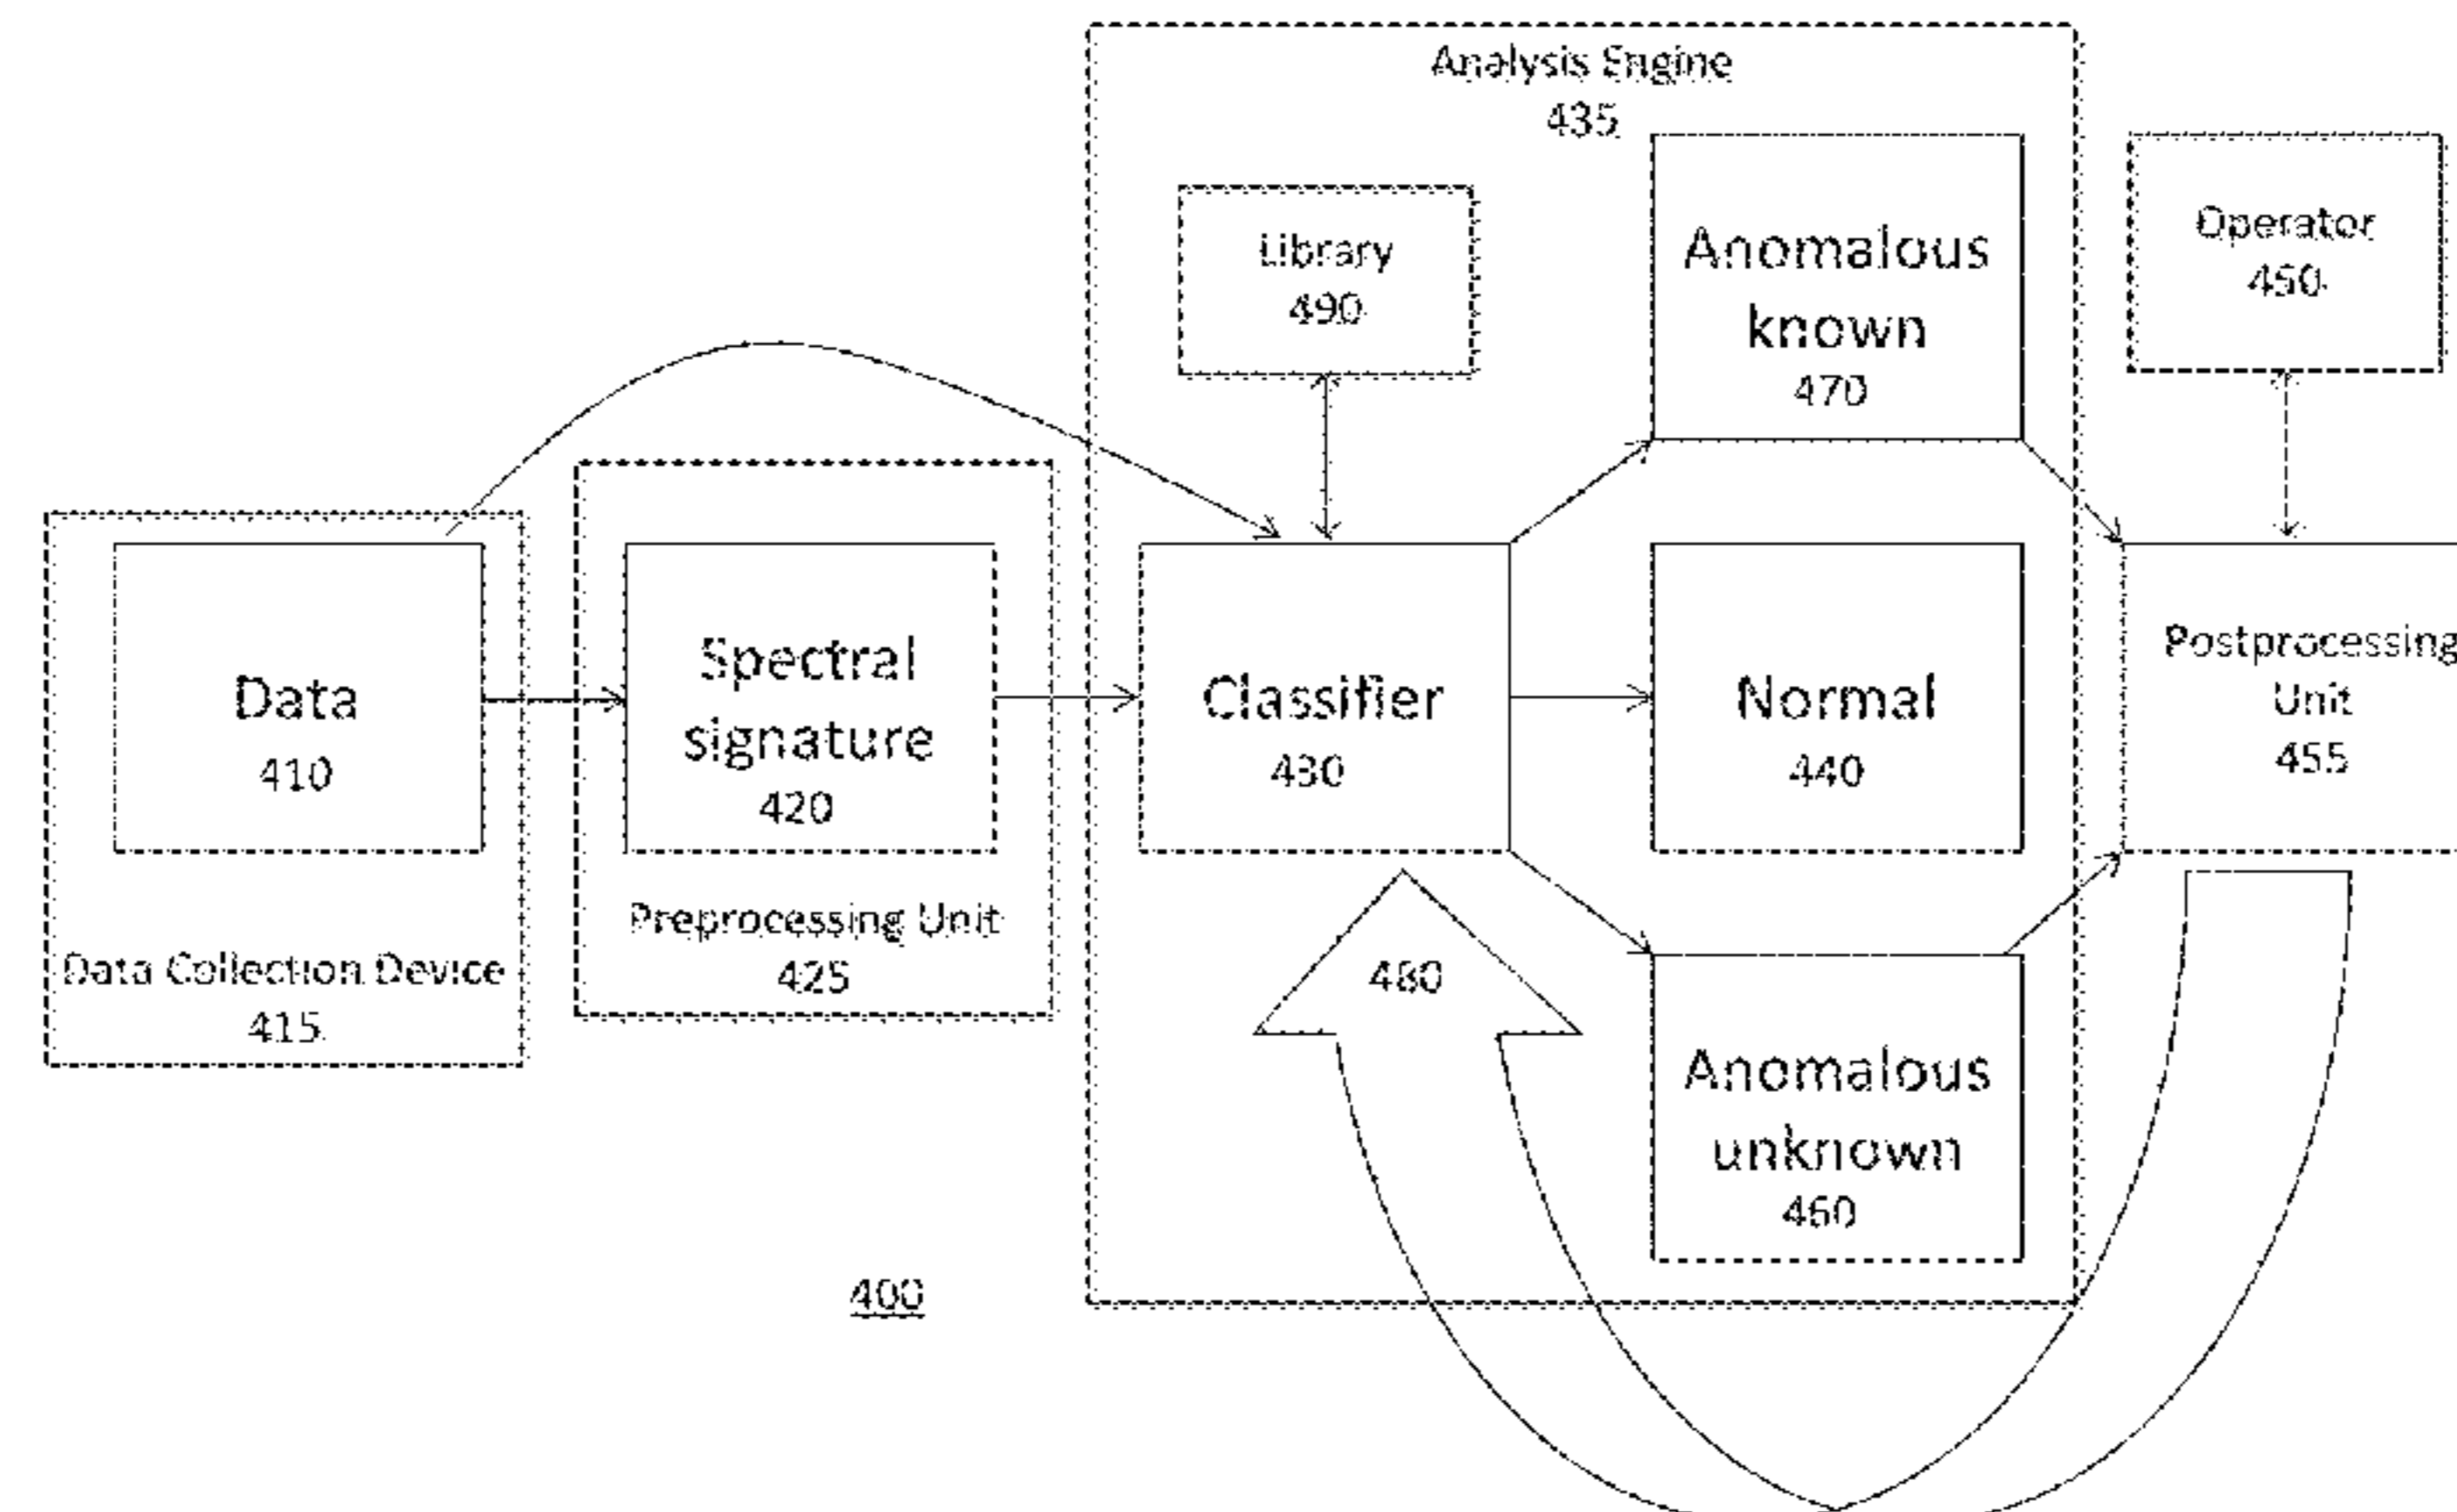 Analysis Engine
435
Library
490
Anomalous
known
470
Operator
450
Data
410
Data Collection Device
415
Spectral
signature
420
Preprocessing Unit
425
Classifier
430
Normal
440
Postprocessing
Unit
455
480
Anomalous
unknown
460
400